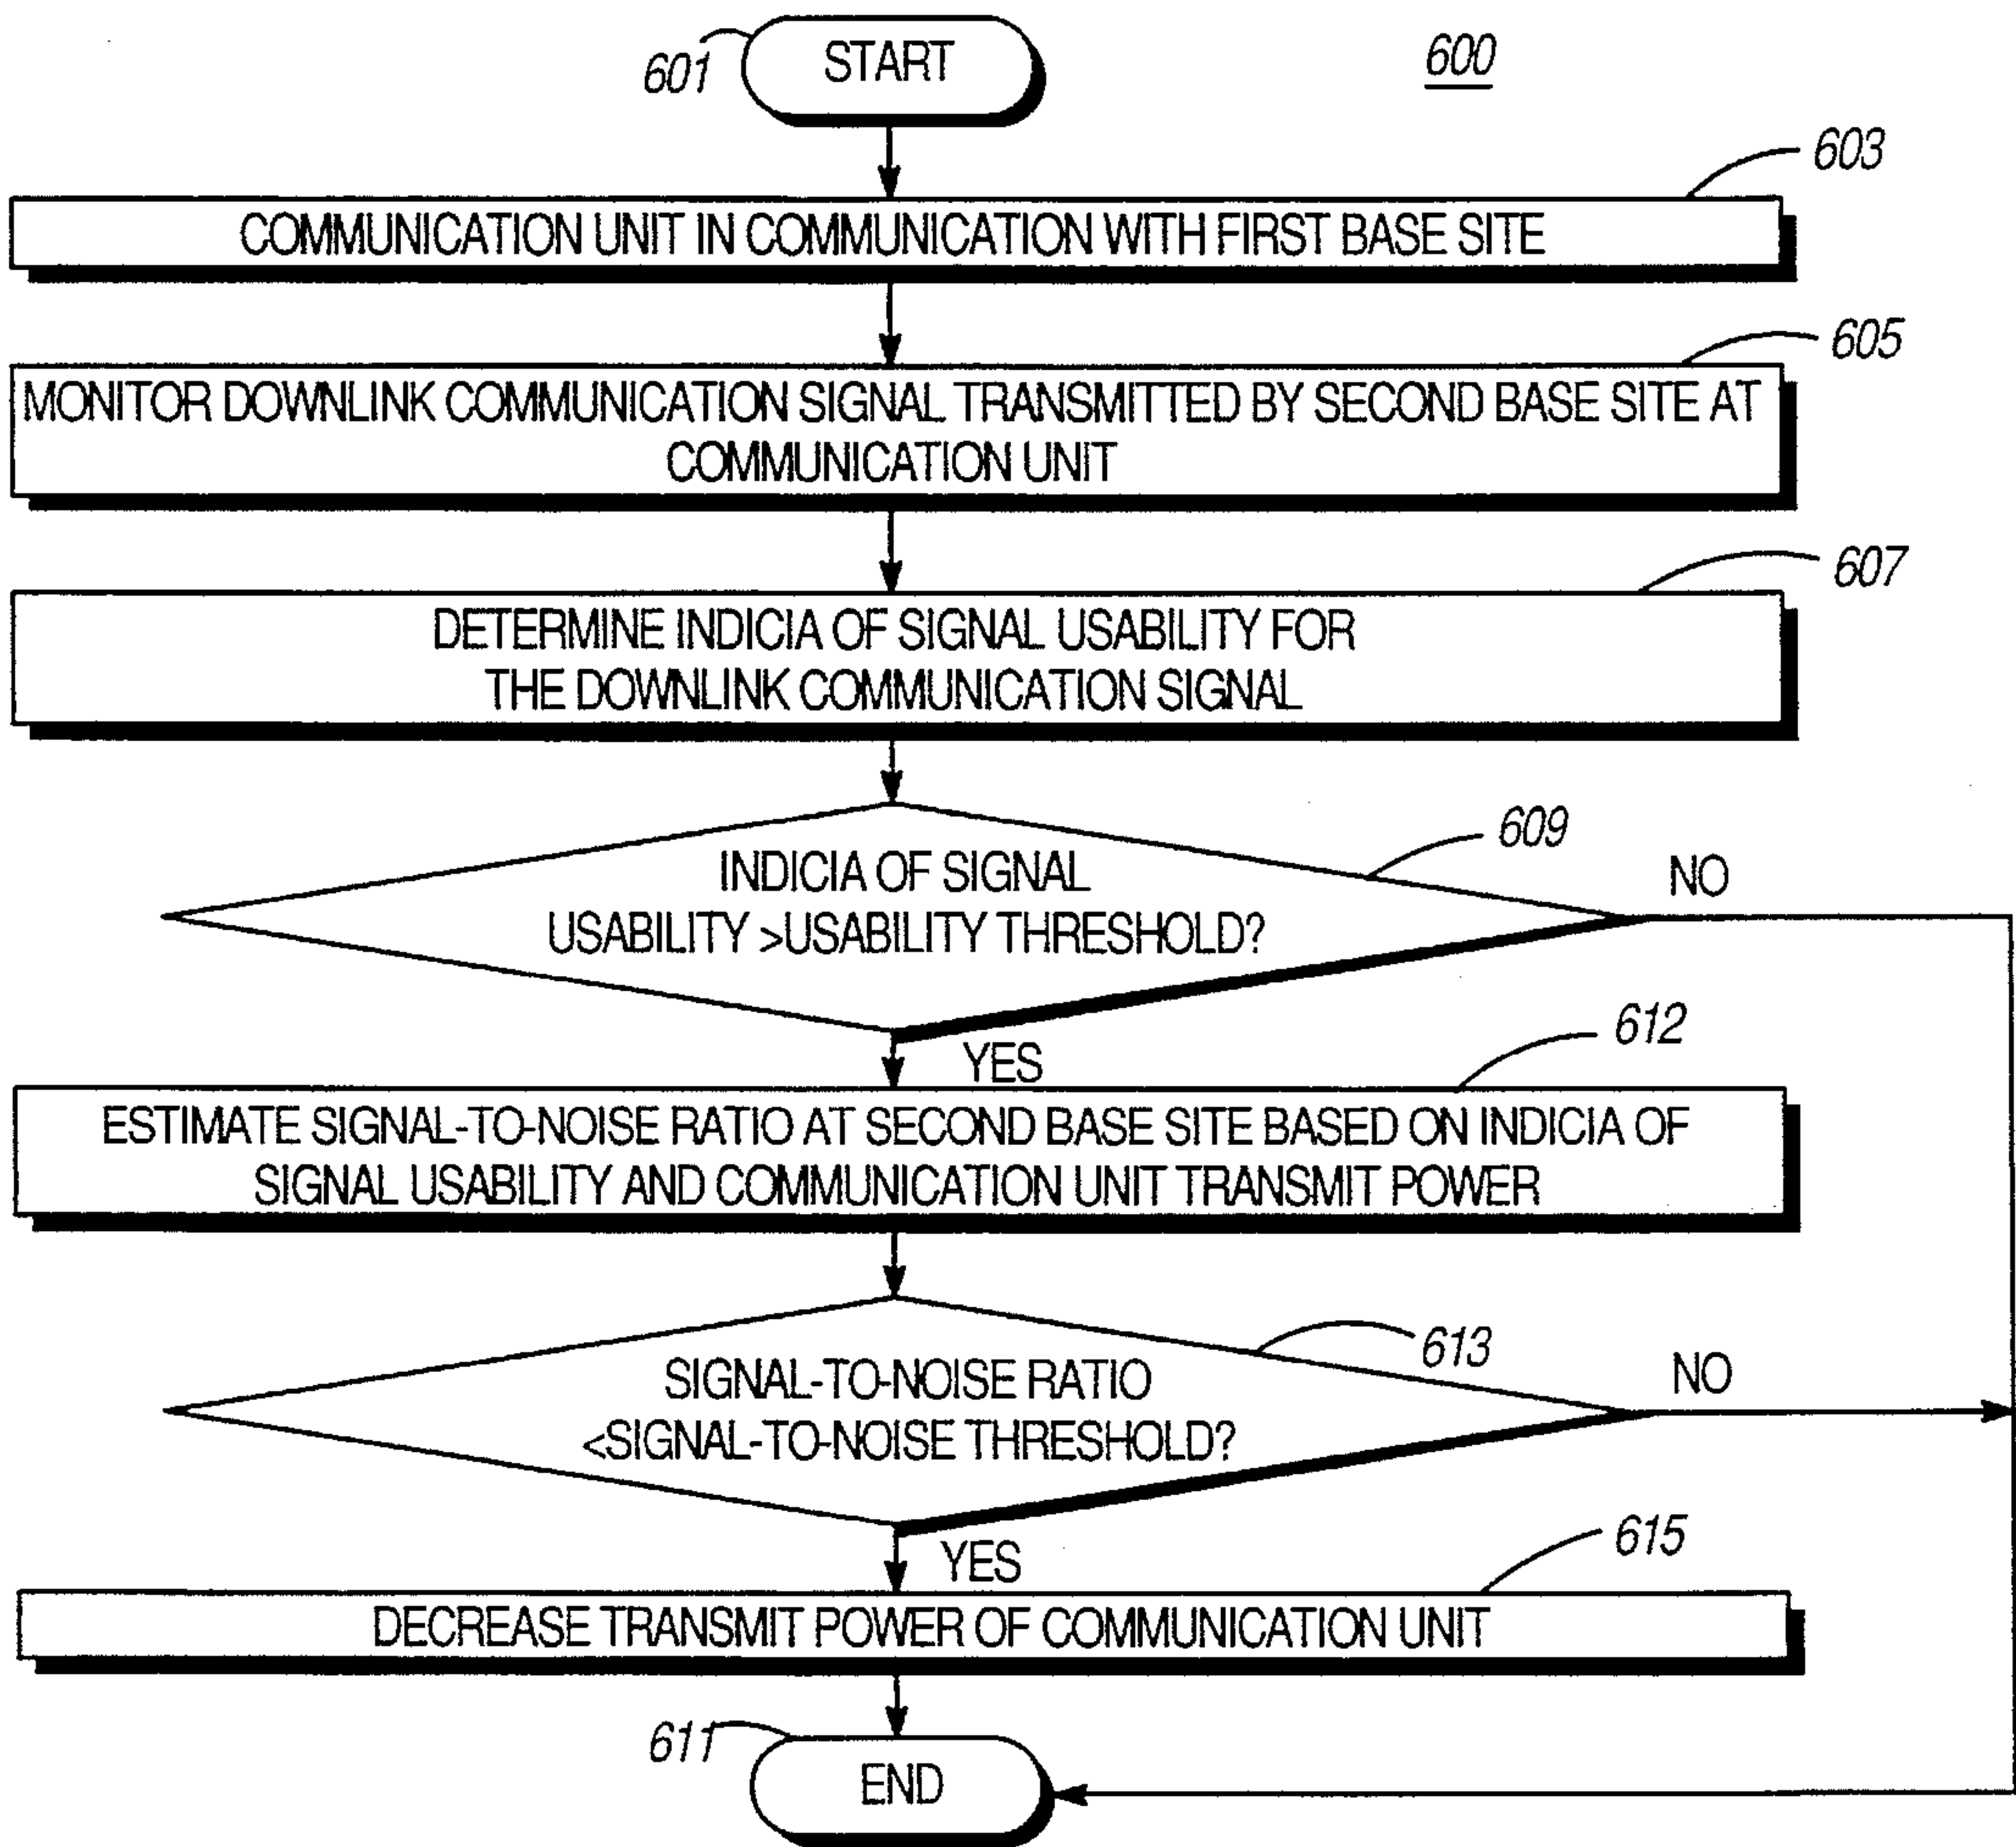 600
601
START
603
COMMUNICATION UNIT IN COMMUNICATION WITH FIRST BASE SITE
605
MONITOR DOWNLINK COMMUNICATION SIGNAL TRANSMITTED BY SECOND BASE SITE AT
COMMUNICATION UNIT
607
DETERMINE INDICIA OF SIGNAL USABILITY FOR
THE DOWNLINK COMMUNICATION SIGNAL
609
INDICIA OF SIGNAL
USABILITY >USABILITY THRESHOLD?
NO
YES
612
ESTIMATE SIGNAL-TO-NOISE RATIO AT SECOND BASE SITE BASED ON INDICIA OF
SIGNAL USABILITY AND COMMUNICATION UNIT TRANSMIT POWER
613
SIGNAL-TO-NOISE RATIO
<SIGNAL-TO-NOISE THRESHOLD?
NO
YES
615
DECREASE TRANSMIT POWER OF COMMUNICATION UNIT
611
END